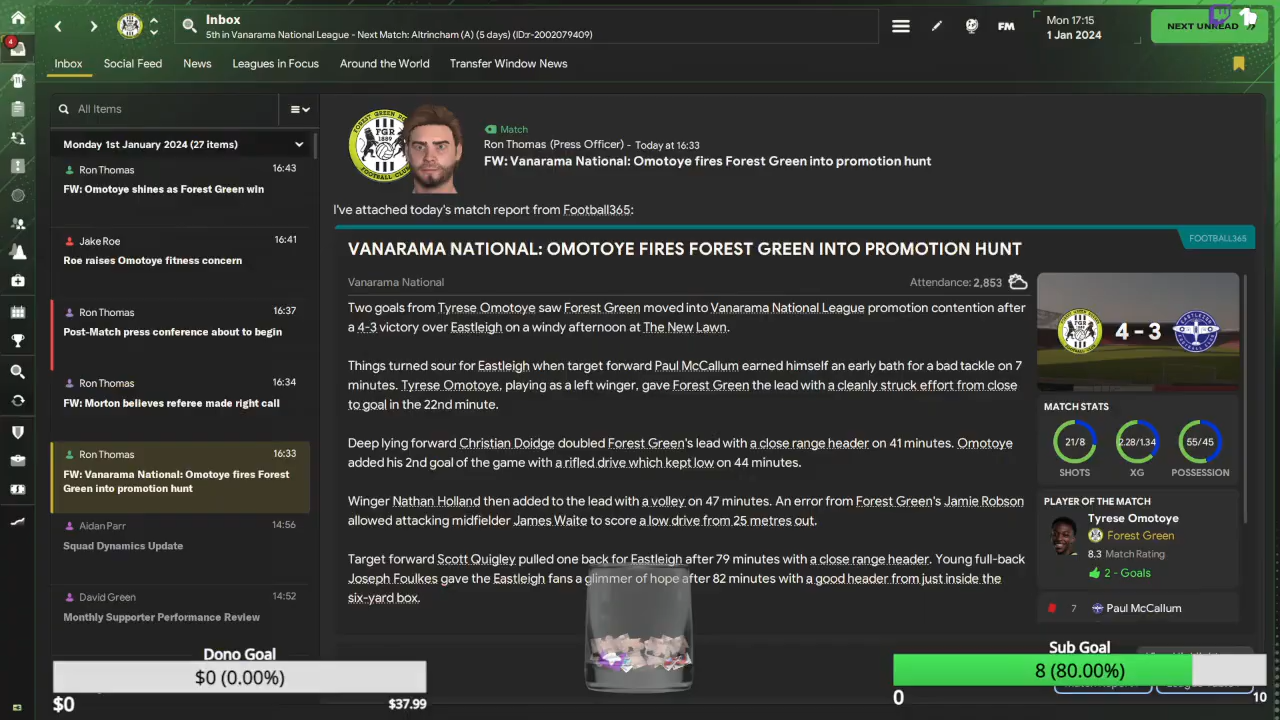 Inbox
5th in Vanarama National League - Next Match: Altrincham (A) (5 days) (ID:r-2002079409)
FM
Mon 17:15
1 Jan 2024
NEXT UNREAD
4
Inbox
Social Feed
News
Leagues in Focus
Around the World
Transfer Window News
All Items
Monday 1st January 2024 (27 items)
Ron Thomas 16:43
FW: Omotoye shines as Forest Green win
Jake Roe 16:41
Roe raises Omotoye fitness concern
Ron Thomas 16:37
Post-Match press conference about to begin
Ron Thomas 16:34
FW: Morton believes referee made right call
Ron Thomas 16:33
FW: Vanarama National: Omotoye fires Forest
Green into promotion hunt
Aidan Parr 14:56
Squad Dynamics Update
David Green 14:52
Monthly Supporter Performance Review
Match
Ron Thomas (Press Officer) - Today at 16:33
FW: Vanarama National: Omotoye fires Forest Green into promotion hunt
I've attached today's match report from Football365:
FOOTBALL365
VANARAMA NATIONAL: OMOTOYE FIRES FOREST GREEN INTO PROMOTION HUNT
Vanarama National
Attendance: 2,853
Two goals from Tyrese Omotoye saw Forest Green moved into Vanarama National League promotion contention after
a 4-3 victory over Eastleigh on a windy afternoon at The New Lawn.
Things turned sour for Eastleigh when target forward Paul McCallum earned himself an early bath for a bad tackle on 7
minutes. Tyrese Omotoye, playing as a left winger, gave Forest Green the lead with a cleanly struck effort from close
to goal in the 22nd minute.
Deep lying forward Christian Doidge doubled Forest Green's lead with a close range header on 41 minutes. Omotoye
added his 2nd goal of the game with a rifled drive which kept low on 44 minutes.
Winger Nathan Holland then added to the lead with a volley on 47 minutes. An error from Forest Green's Jamie Robson
allowed attacking midfielder James Waite to score a low drive from 25 metres out.
Target forward Scott Quigley pulled one back for Eastleigh after 79 minutes with a close range header. Young full-back
Joseph Foulkes gave the Eastleigh fans a glimmer of hope after 82 minutes with a good header from just inside the
six-yard box.
4 - 3
MATCH STATS
21/8
2.28/1.34
55/45
SHOTS
XG
POSSESSION
PLAYER OF THE MATCH
Tyrese Omotoye
Forest Green
8.3 Match Rating
2 - Goals
7 Paul McCallum
Dono Goal
$0 (0.00%)
$0
$37.99
Sub Goal
8 (80.00%)
0
10